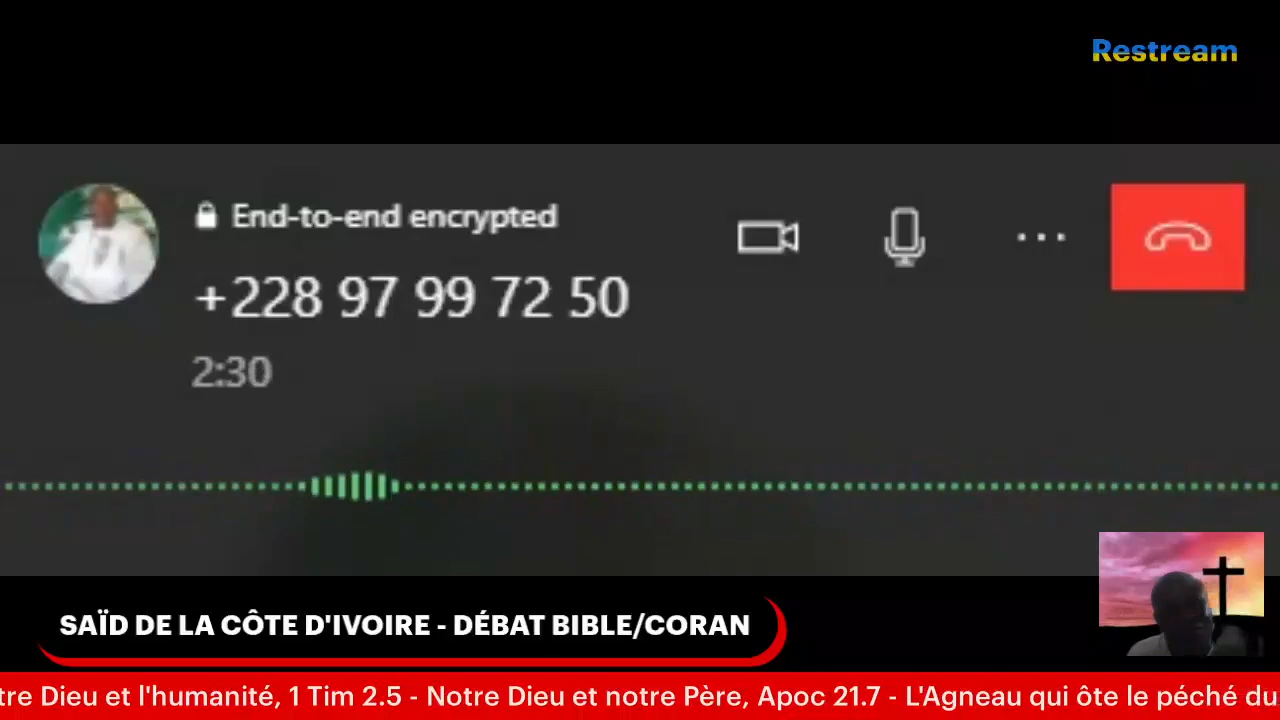 Restream
End-to-end encrypted
+228 97 99 72 50
2:30
SAÏD DE LA CÔTE D'IVOIRE - DÉBAT BIBLE/CORAN
tre Dieu et l'humanité, 1 Tim 2.5 - Notre Dieu et notre Père, Apoc 21.7 - L'Agneau qui ôte le péché du